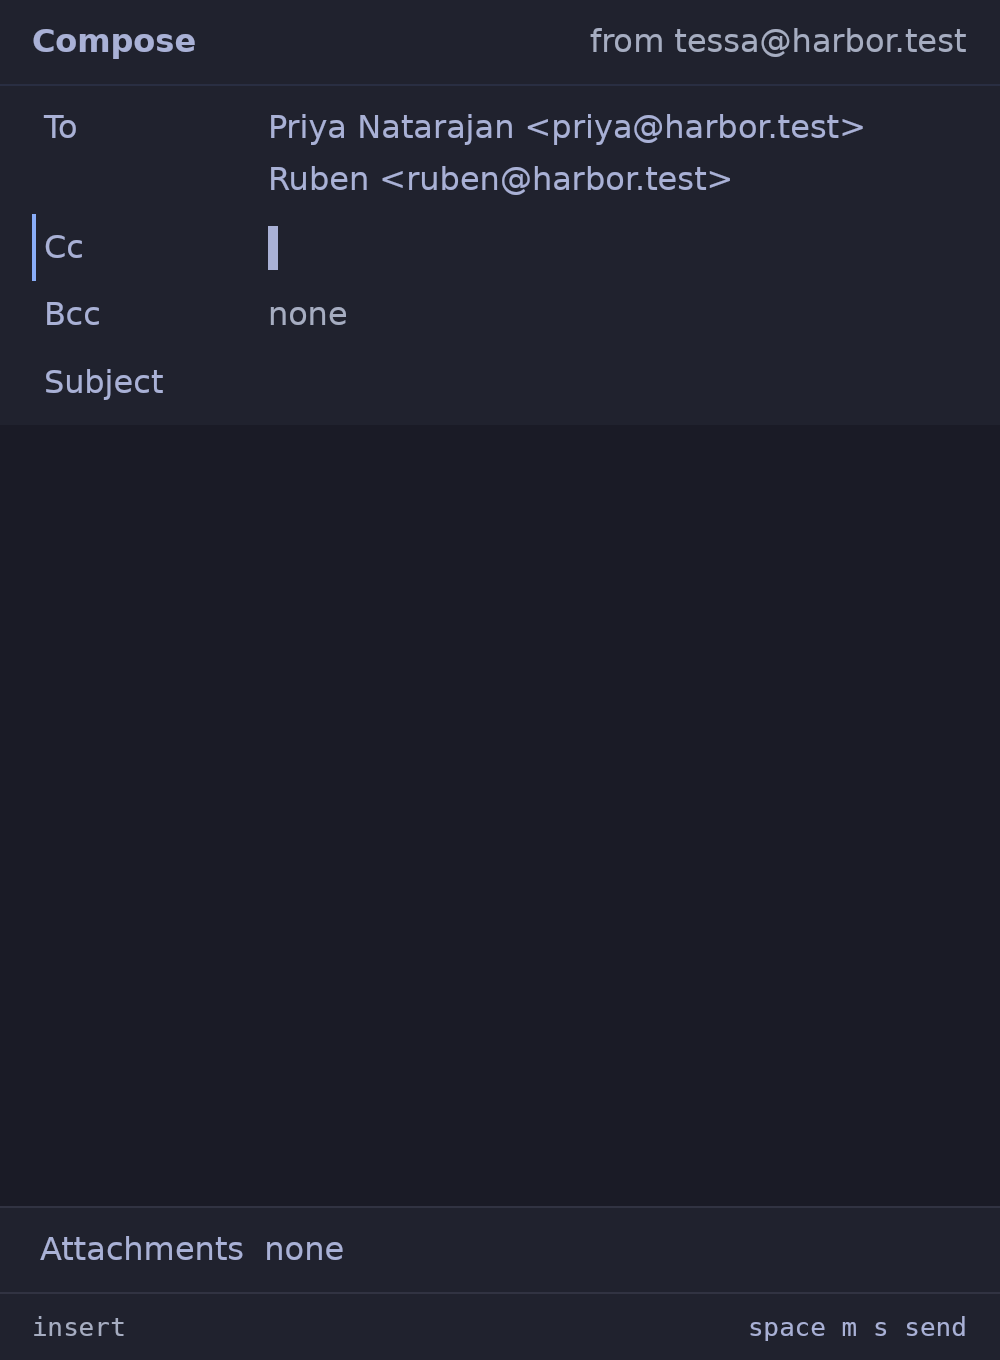 Compose from tessa@harbor.test
To Priya Natarajan <priya@harbor.test>
Ruben <ruben@harbor.test>
Cc
Bcc none
Subject
Attachments none
insert space m s send